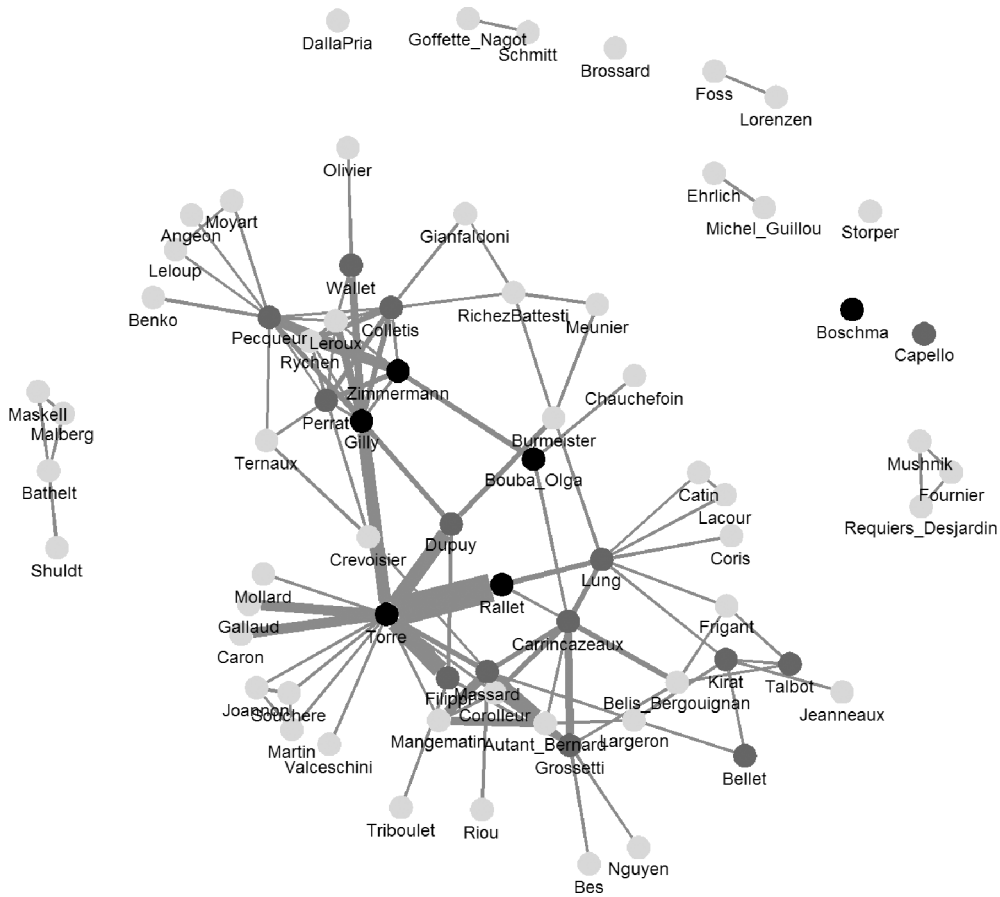 DallaPria
Goffette_Nagot
Schmitt
Brossard
Foss
Lorenzen
Olivier
Ehrlich
Michel_Guillou
Storper
Moyart
Angeon
Leloup
Gianfaldoni
Wallet
Benko
RichezBattesti
Meunier
Colletis
Pecqueur
Leroux
Rychen
Boschma
Capello
Zimmermann
Chauchefoin
Maskell
Malberg
Perrat
Gilly
Burmeister
Ternaux
Bouba_Olga
Mushnik
Bathelt
Catin
Fournier
Lacour
Requiers_Desjardin
Dupuy
Crevoisier
Coris
Shuldt
Lung
Mollard
Rallet
Gallaud
Torre
Frigant
Carrincazeaux
Caron
Kirat
Talbot
Filippi
Massard
Belis_Bergouignan
Joannon
Souchere
Corolleur
Jeanneaux
Mangematin
Autant_Bernard
Largeron
Martin
Valceschini
Grossetti
Bellet
Triboulet
Riou
Nguyen
Bes